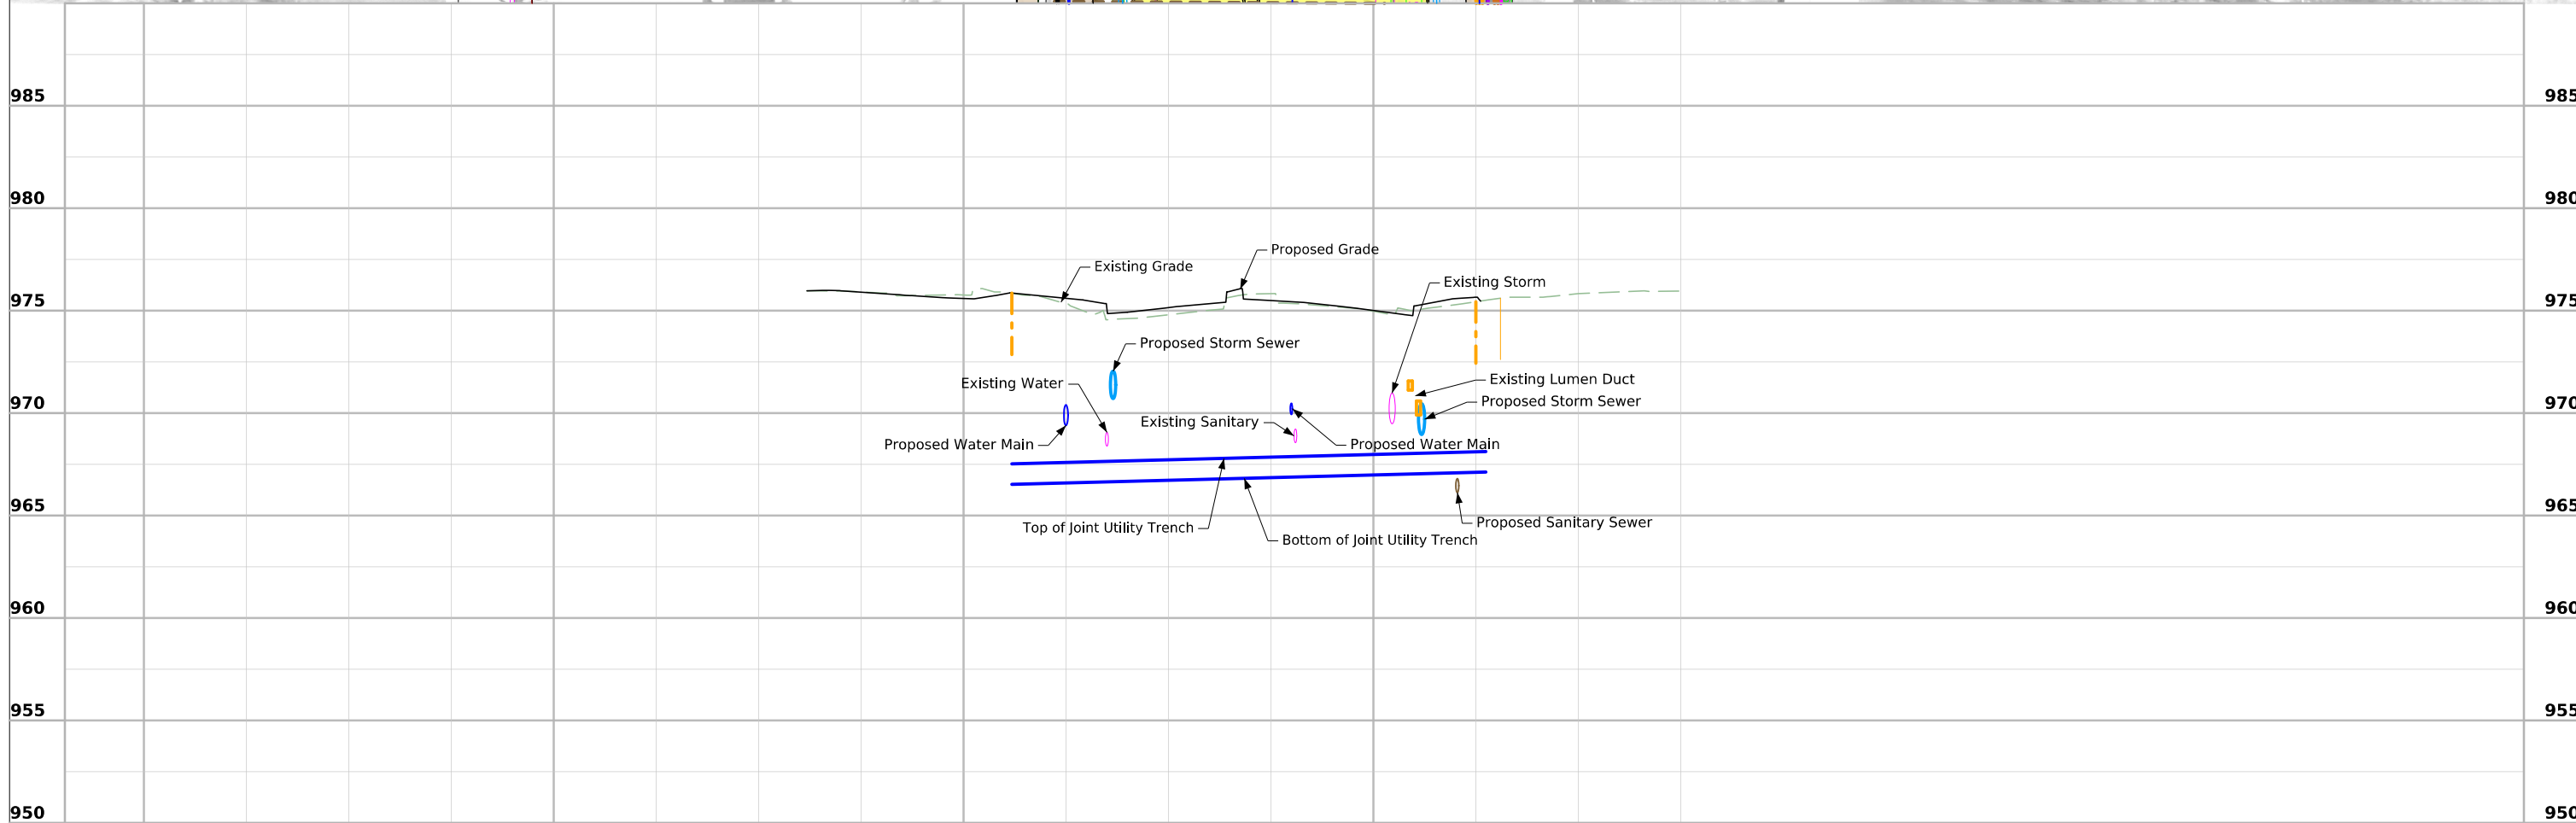 985
985
980
980
Proposed Grade
Existing Grade
Existing Storm
975
975
Proposed Storm Sewer
Existing Water
Existing Lumen Duct
970
Proposed Storm Sewer
970
Existing Sanitary
Proposed Water Main
Proposed Water Main
965
965
Top of Joint Utility Trench
Proposed Sanitary Sewer
Bottom of Joint Utility Trench
960
960
955
955
950
950